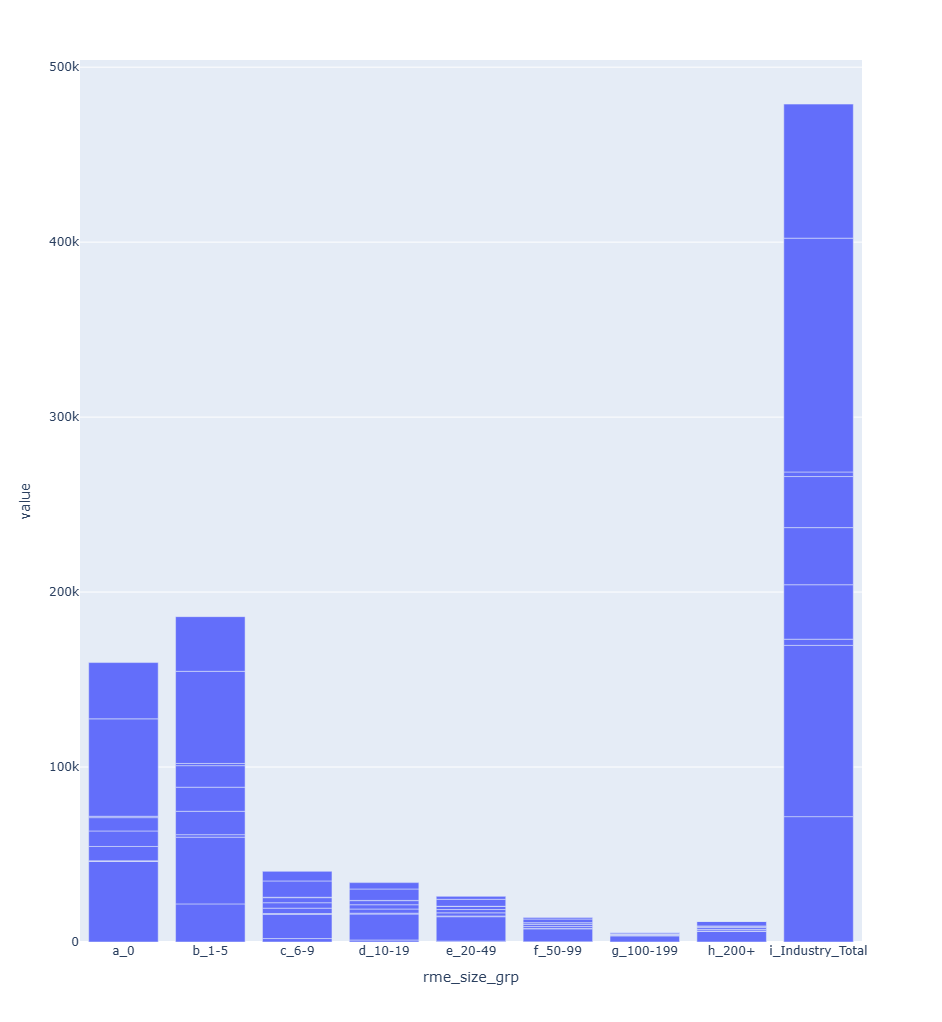 500k
400k
300k
200k
100k
0
value
a_0 b_1-5 c_6-9 d_10-19 e_20-49 f_50-99 g_100-199 h_200+ i_Industry_Total
rme_size_grp